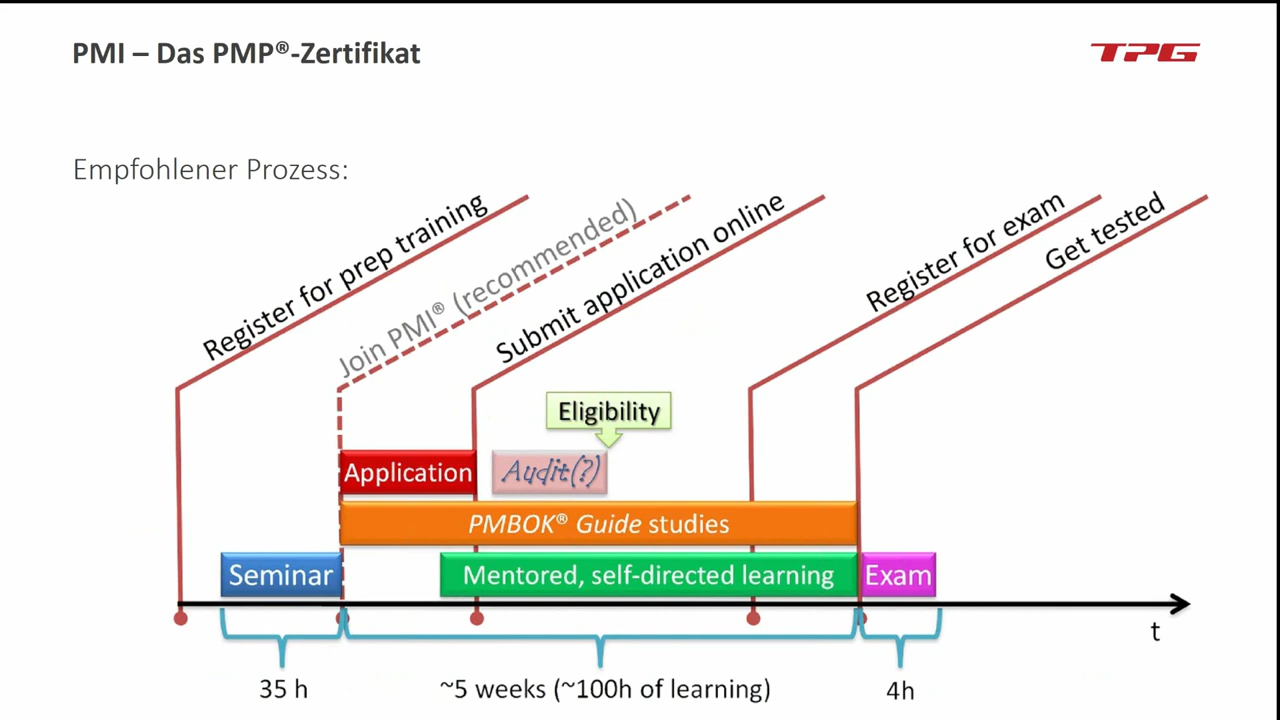 PMI – Das PMP®-Zertifikat
TPG
Empfohlener Prozess:
Register for prep training
Join PMI® (recommended)
Submit application online
Register for exam
Get tested
Eligibility
Application
Audit(?)
PMBOK® Guide studies
Seminar
Mentored, self-directed learning
Exam
t
35 h
~5 weeks (~100h of learning)
4h